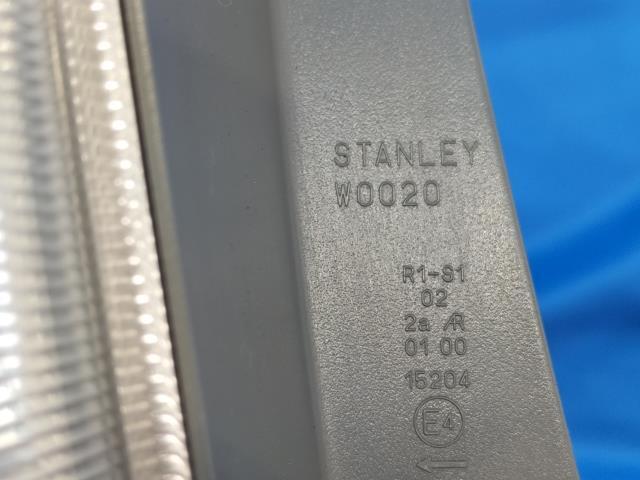 STANLEY
W0020
R1-S1
02
2a AR
01 00
15204
E4
←